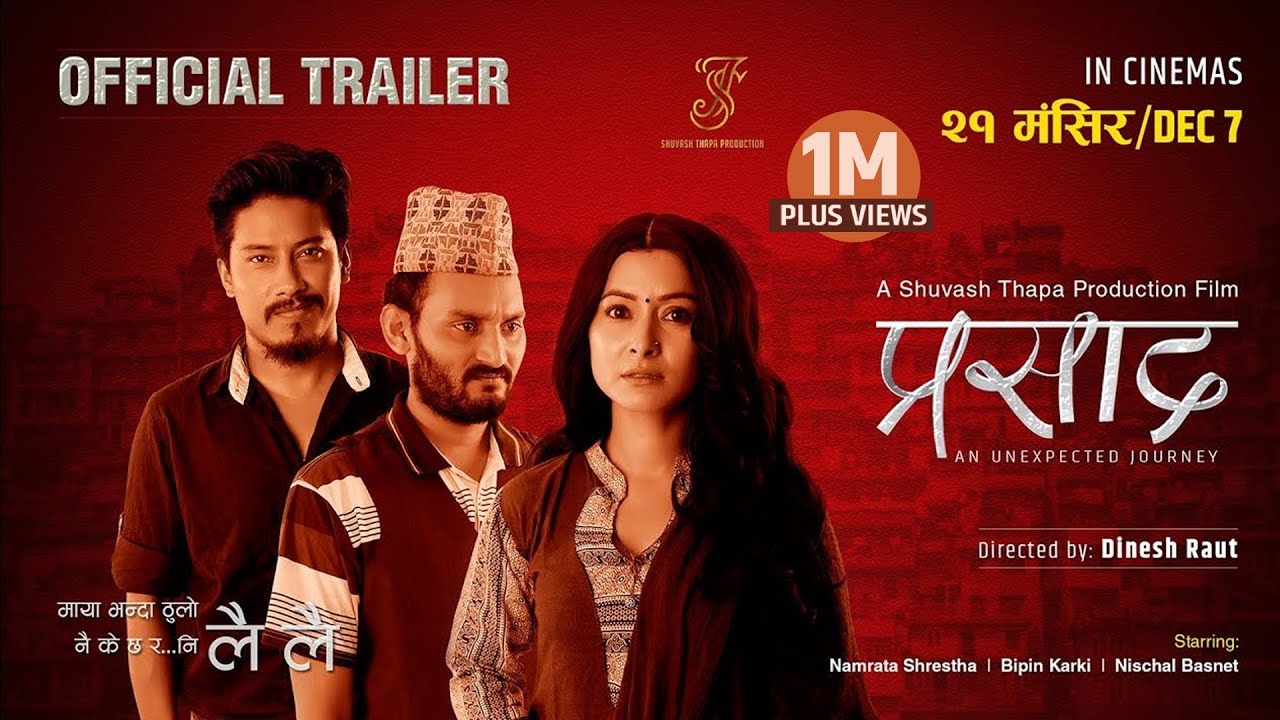 OFFICIAL TRAILER
SHUVASH THAPA PRODUCTION
1M
PLUS VIEWS
IN CINEMAS
२१ मंसिर/DEC 7
A Shuvash Thapa Production Film
प्रसाद
AN UNEXPECTED JOURNEY
Directed by: Dinesh Raut
माया भन्दा ठुलो
नै के छ र...नि लै लै
Starring:
Namrata Shrestha | Bipin Karki | Nischal Basnet